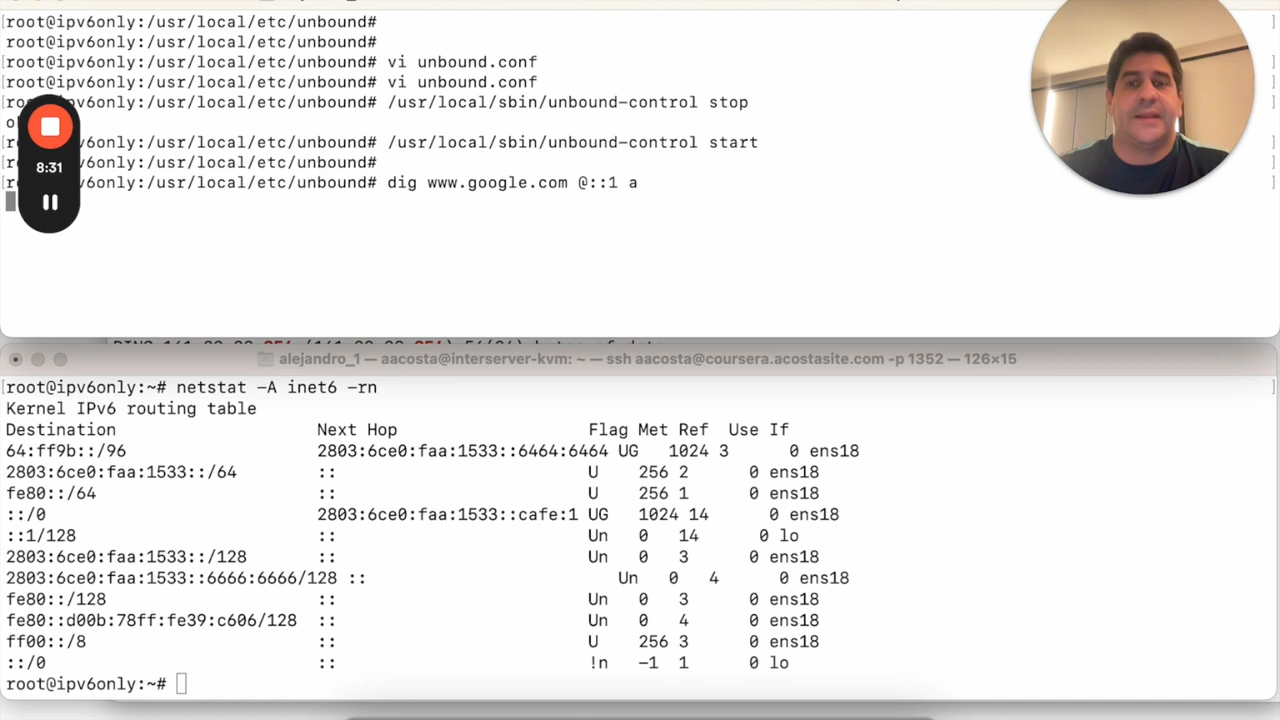 [root@ipv6only:/usr/local/etc/unbound#
root@ipv6only:/usr/local/etc/unbound#
[root@ipv6only:/usr/local/etc/unbound# vi unbound.conf
[root@ipv6only:/usr/local/etc/unbound# vi unbound.conf
[root@ipv6only:/usr/local/etc/unbound# /usr/local/sbin/unbound-control stop
[root@ipv6only:/usr/local/etc/unbound# /usr/local/sbin/unbound-control start
[root@ipv6only:/usr/local/etc/unbound#
[root@ipv6only:/usr/local/etc/unbound# dig www.google.com @::1 a
8:31
alejandro_1 — aacosta@interserver-kvm: ~ — ssh aacosta@coursera.acostasite.com -p 1352 — 126×15
[root@ipv6only:~# netstat -A inet6 -rn
Kernel IPv6 routing table
Destination Next Hop Flag Met Ref Use If
64:ff9b::/96 2803:6ce0:faa:1533::6464:6464 UG 1024 3 0 ens18
2803:6ce0:faa:1533::/64 :: U 256 2 0 ens18
fe80::/64 :: U 256 1 0 ens18
::/0 2803:6ce0:faa:1533::cafe:1 UG 1024 14 0 ens18
::1/128 :: Un 0 14 0 lo
2803:6ce0:faa:1533::/128 :: Un 0 3 0 ens18
2803:6ce0:faa:1533::6666:6666/128 :: Un 0 4 0 ens18
fe80::/128 :: Un 0 3 0 ens18
fe80::d00b:78ff:fe39:c606/128 :: Un 0 4 0 ens18
ff00::/8 :: U 256 3 0 ens18
::/0 :: !n -1 1 0 lo
root@ipv6only:~#